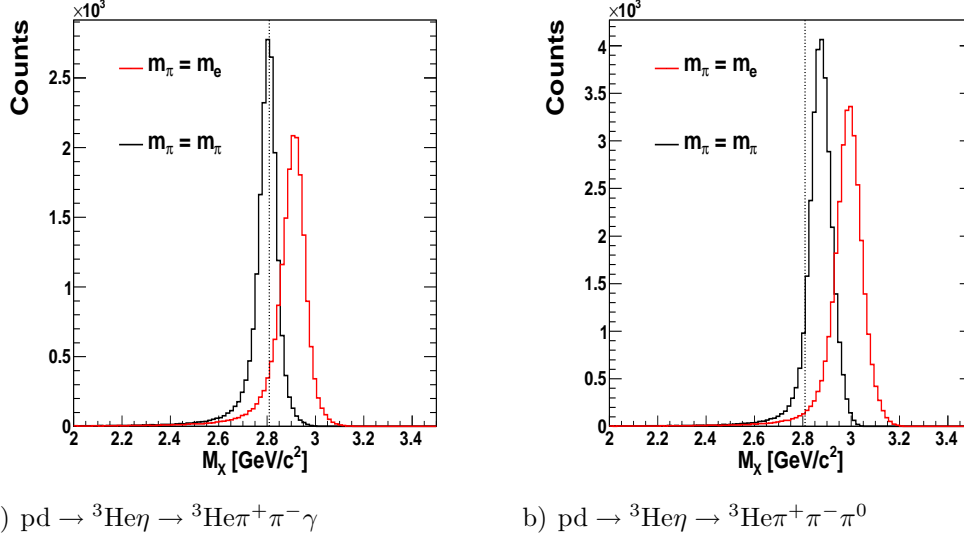 ×10³
Counts
2.5
2
1.5
1
0.5
0
m_π = m_e
m_π = m_π
2 2.2 2.4 2.6 2.8 3 3.2 3.4
M_X [GeV/c²]
) pd → ³Heη → ³Heπ⁺π⁻γ
×10³
Counts
4
3.5
3
2.5
2
1.5
1
0.5
0
m_π = m_e
m_π = m_π
2 2.2 2.4 2.6 2.8 3 3.2 3.4
M_X [GeV/c²]
b) pd → ³Heη → ³Heπ⁺π⁻π⁰